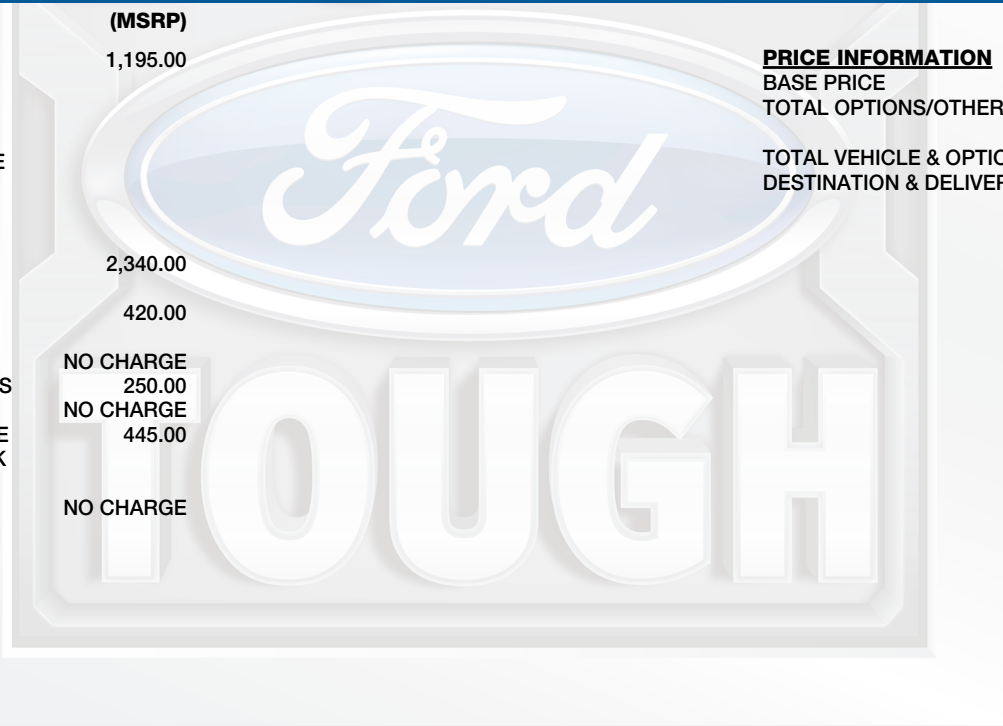 (MSRP)
1,195.00
E
2,340.00
420.00
NO CHARGE
S 250.00
NO CHARGE
E 445.00
K
NO CHARGE
PRICE INFORMATION
BASE PRICE
TOTAL OPTIONS/OTHER
TOTAL VEHICLE & OPTIO
DESTINATION & DELIVER
Ford
TOUGH